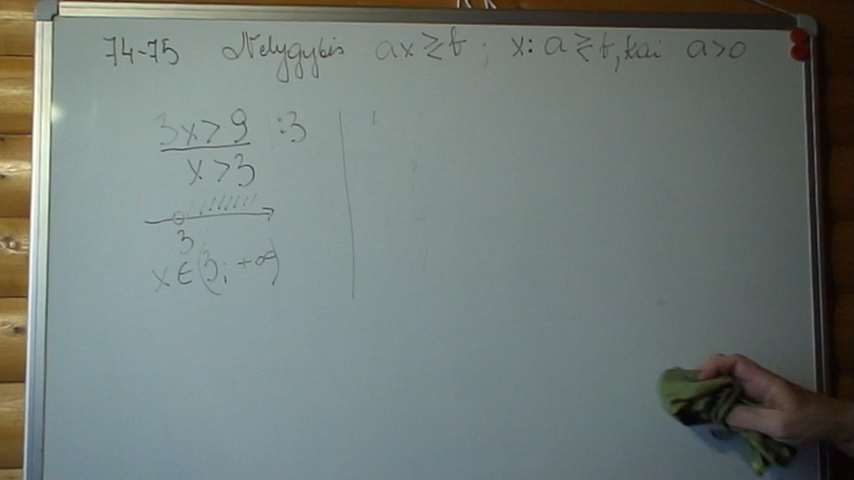 74-75 Nelygybės ax ≷ b ; x : a ≷ b, kai a > 0
3x > 9 :3
x > 3
3
x ∈ (3; +∞)